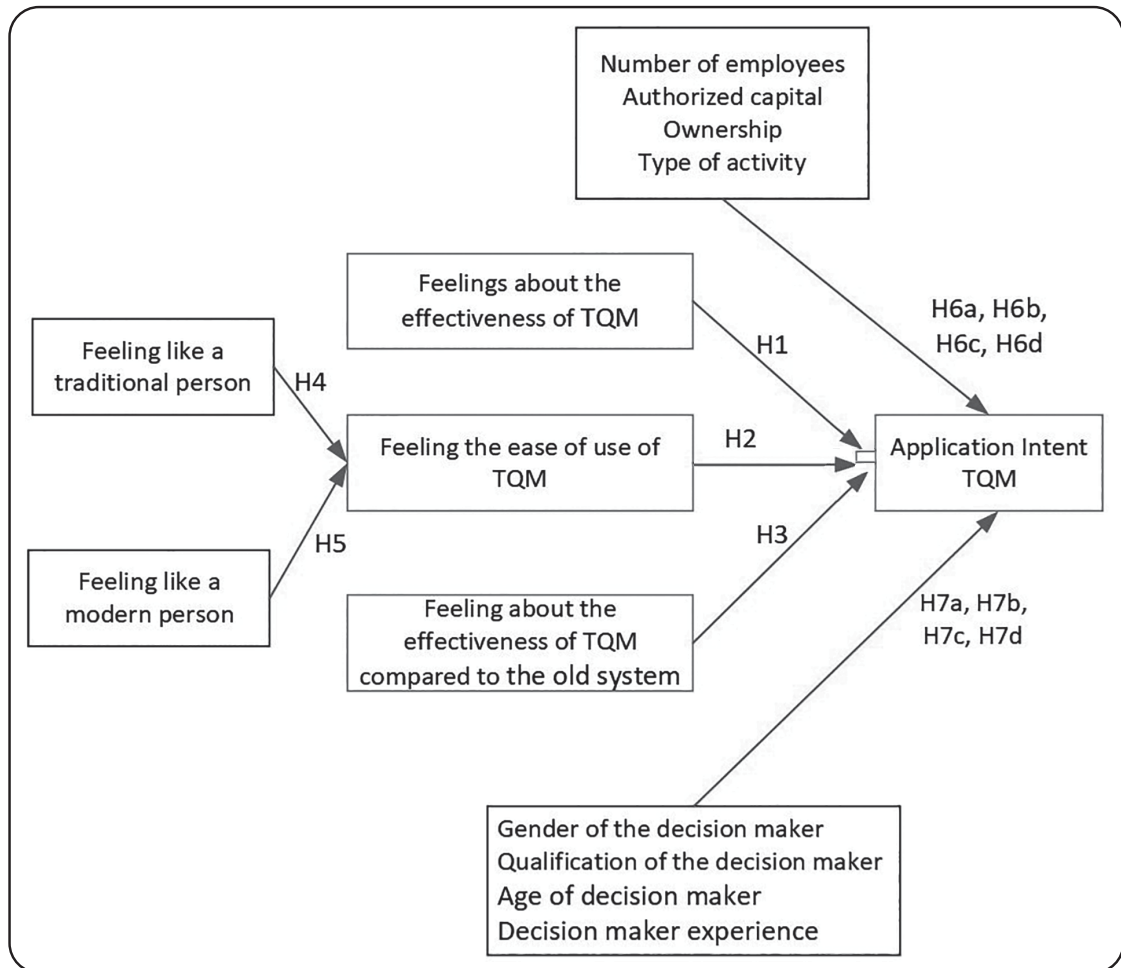 Number of employees
Authorized capital
Ownership
Type of activity
Feelings about the
effectiveness of TQM
H6a, H6b,
H6c, H6d
Feeling like a
traditional person
H4
H1
Feeling the ease of use of
TQM
H2
Application Intent
TQM
H5
H3
Feeling like a
modern person
Feeling about the
effectiveness of TQM
compared to the old system
H7a, H7b,
H7c, H7d
Gender of the decision maker
Qualification of the decision maker
Age of decision maker
Decision maker experience